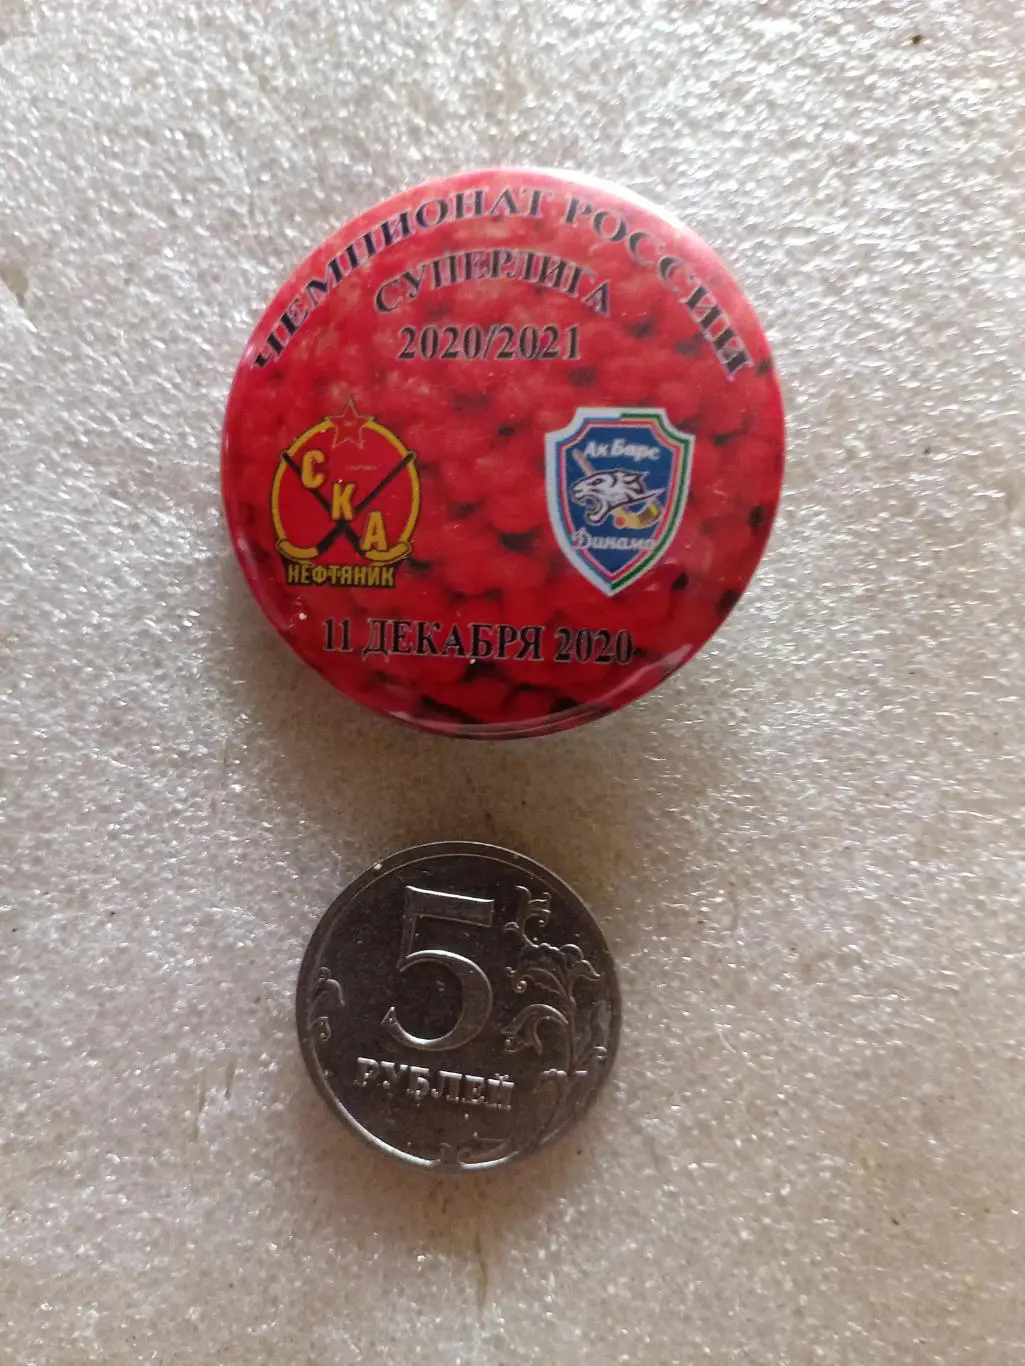 ЧЕМПИОНАТ РОССИИ
СУПЕРЛИГА
2020/2021
СКА
НЕФТЯНИК
Ак Барс
Динамо
11 ДЕКАБРЯ 2020
5
РУБЛЕЙ